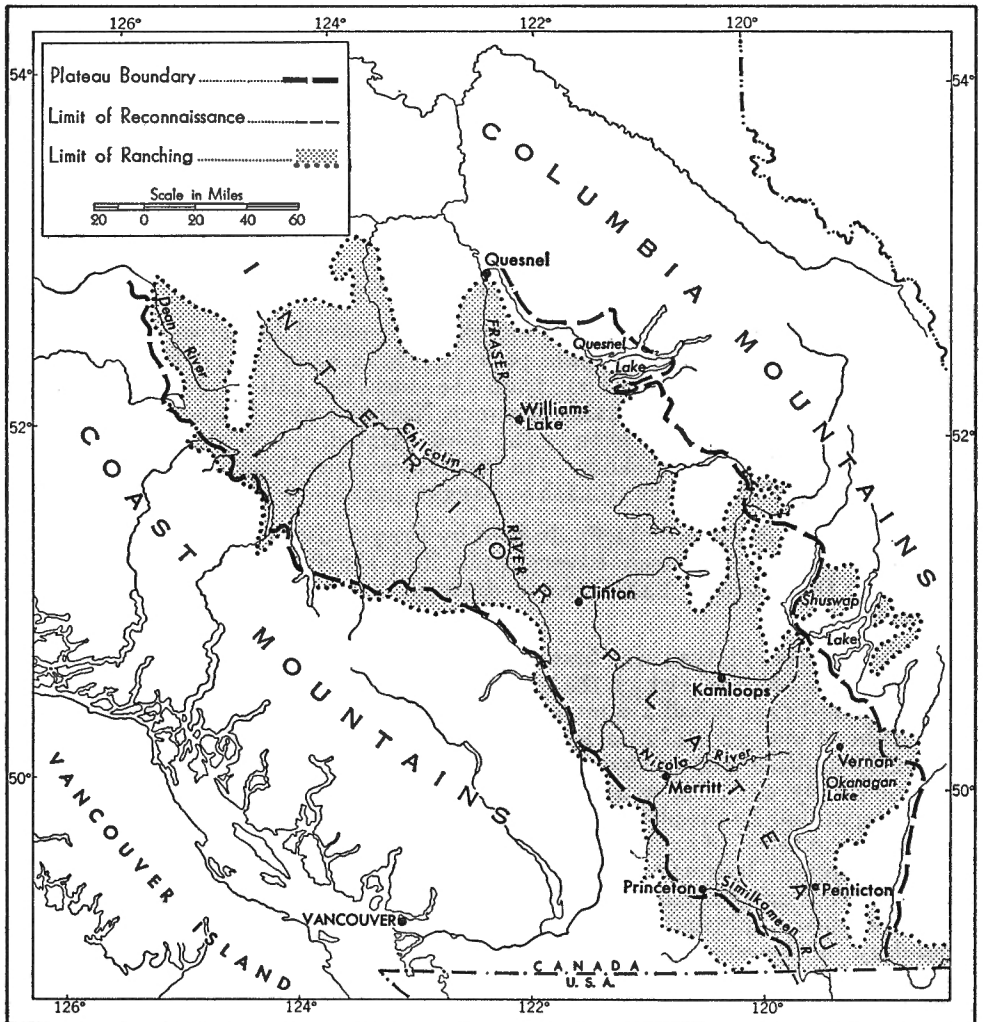 126° 124° 122° 120°
54° 54°
Plateau Boundary
Limit of Reconnaissance
Limit of Ranching
Scale in Miles
20 0 20 40 60
COLUMBIA MOUNTAINS
INTERIOR PLATEAU
Quesnel
Dean River
FRASER RIVER
Quesnel Lake
Williams Lake
52° 52°
COAST MOUNTAINS
Chilcotin R
Clinton
Shuswap Lake
Kamloops
Nicola River
Vernan
50° 50°
Merritt
Okanagan Lake
VANCOUVER ISLAND
Princeton
Similkameen R
Penticton
VANCOUVER
CANADA
U.S.A.
126° 124° 122° 120°